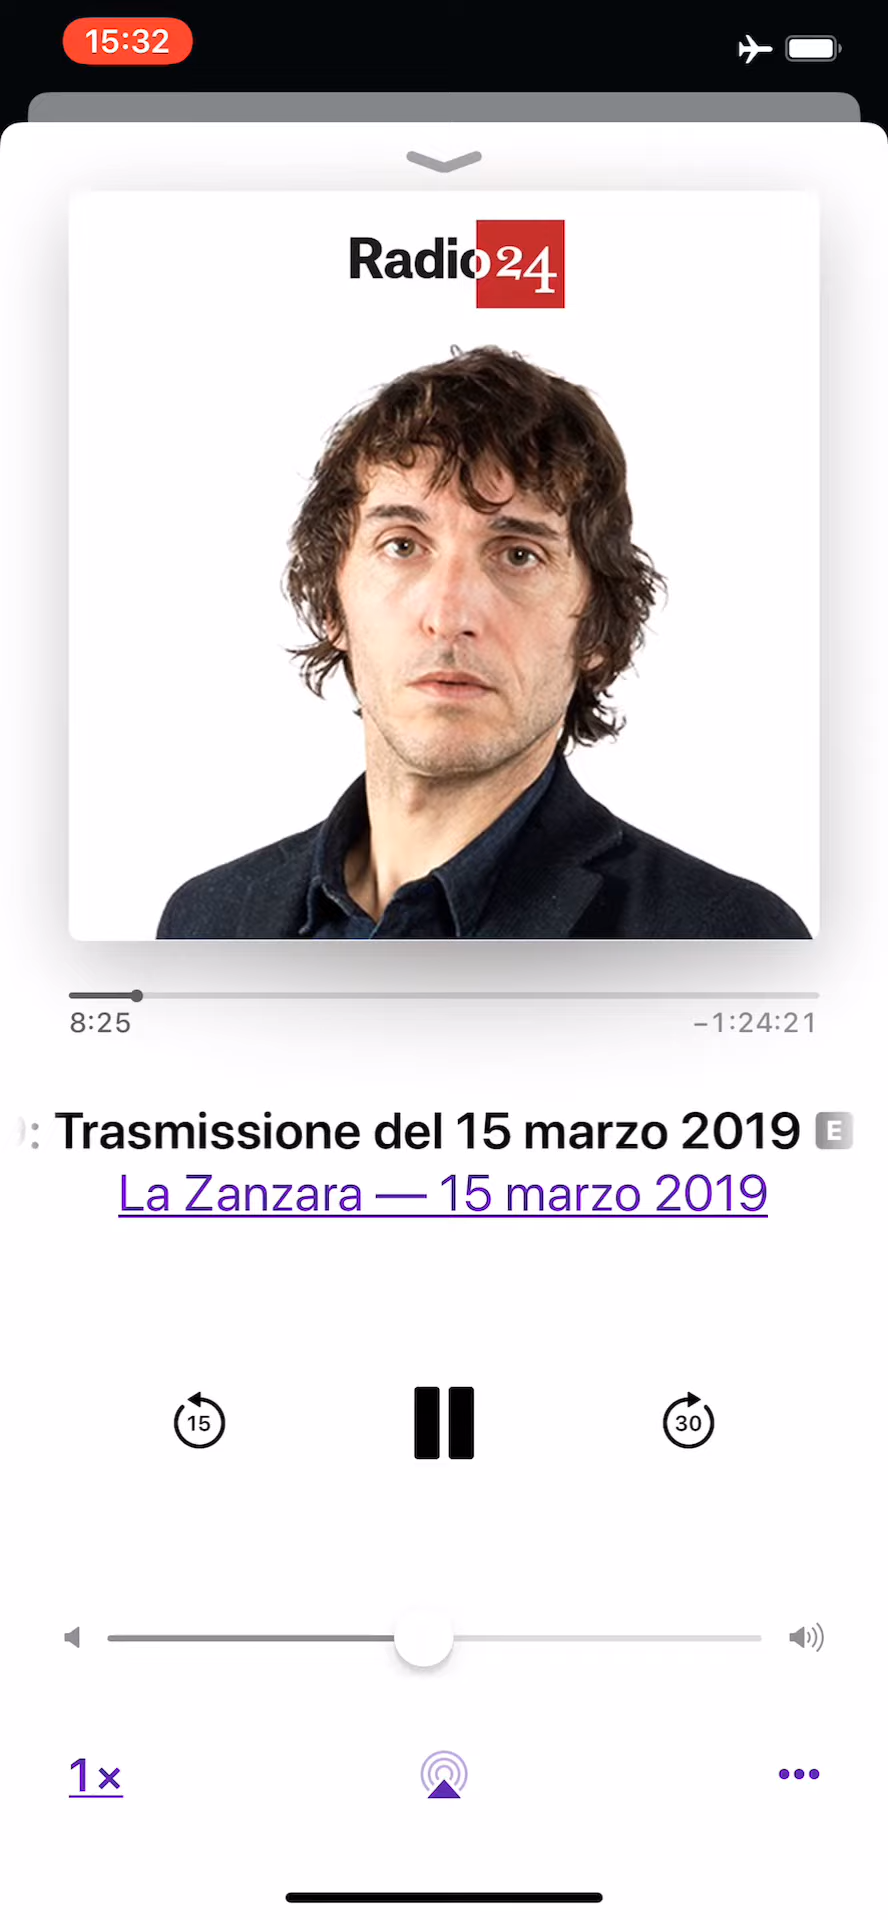 15:32
Radio24
8:25
−1:24:21
: Trasmissione del 15 marzo 2019 E
La Zanzara — 15 marzo 2019
15
30
1×